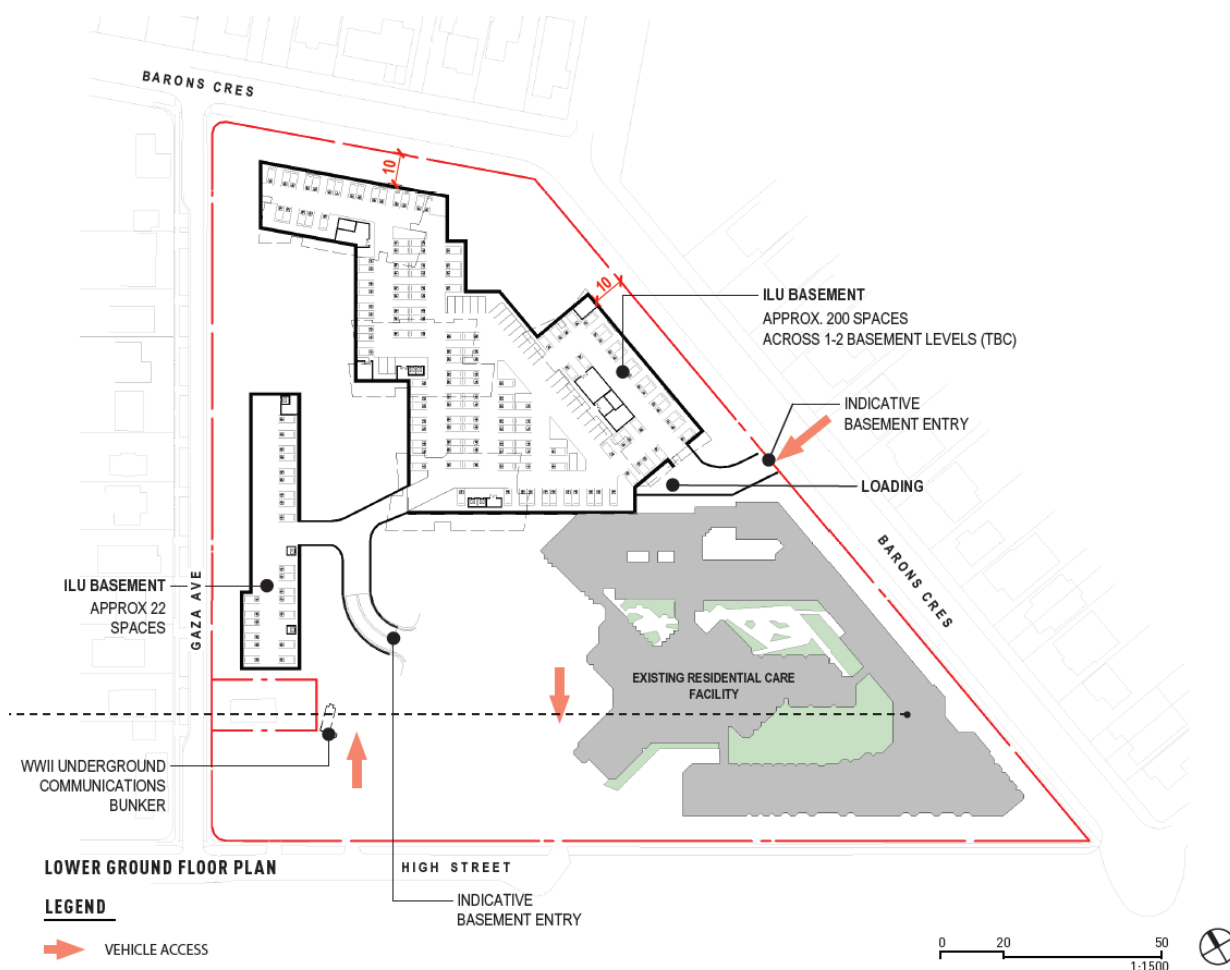 BARONS CRES
10
10
ILU BASEMENT
APPROX. 200 SPACES
ACROSS 1-2 BASEMENT LEVELS (TBC)
INDICATIVE
BASEMENT ENTRY
LOADING
BARONS CRES
ILU BASEMENT
APPROX 22
SPACES
GAZA AVE
EXISTING RESIDENTIAL CARE
FACILITY
WWII UNDERGROUND
COMMUNICATIONS
BUNKER
LOWER GROUND FLOOR PLAN
HIGH STREET
INDICATIVE
BASEMENT ENTRY
LEGEND
VEHICLE ACCESS
0 20 50
1:1500